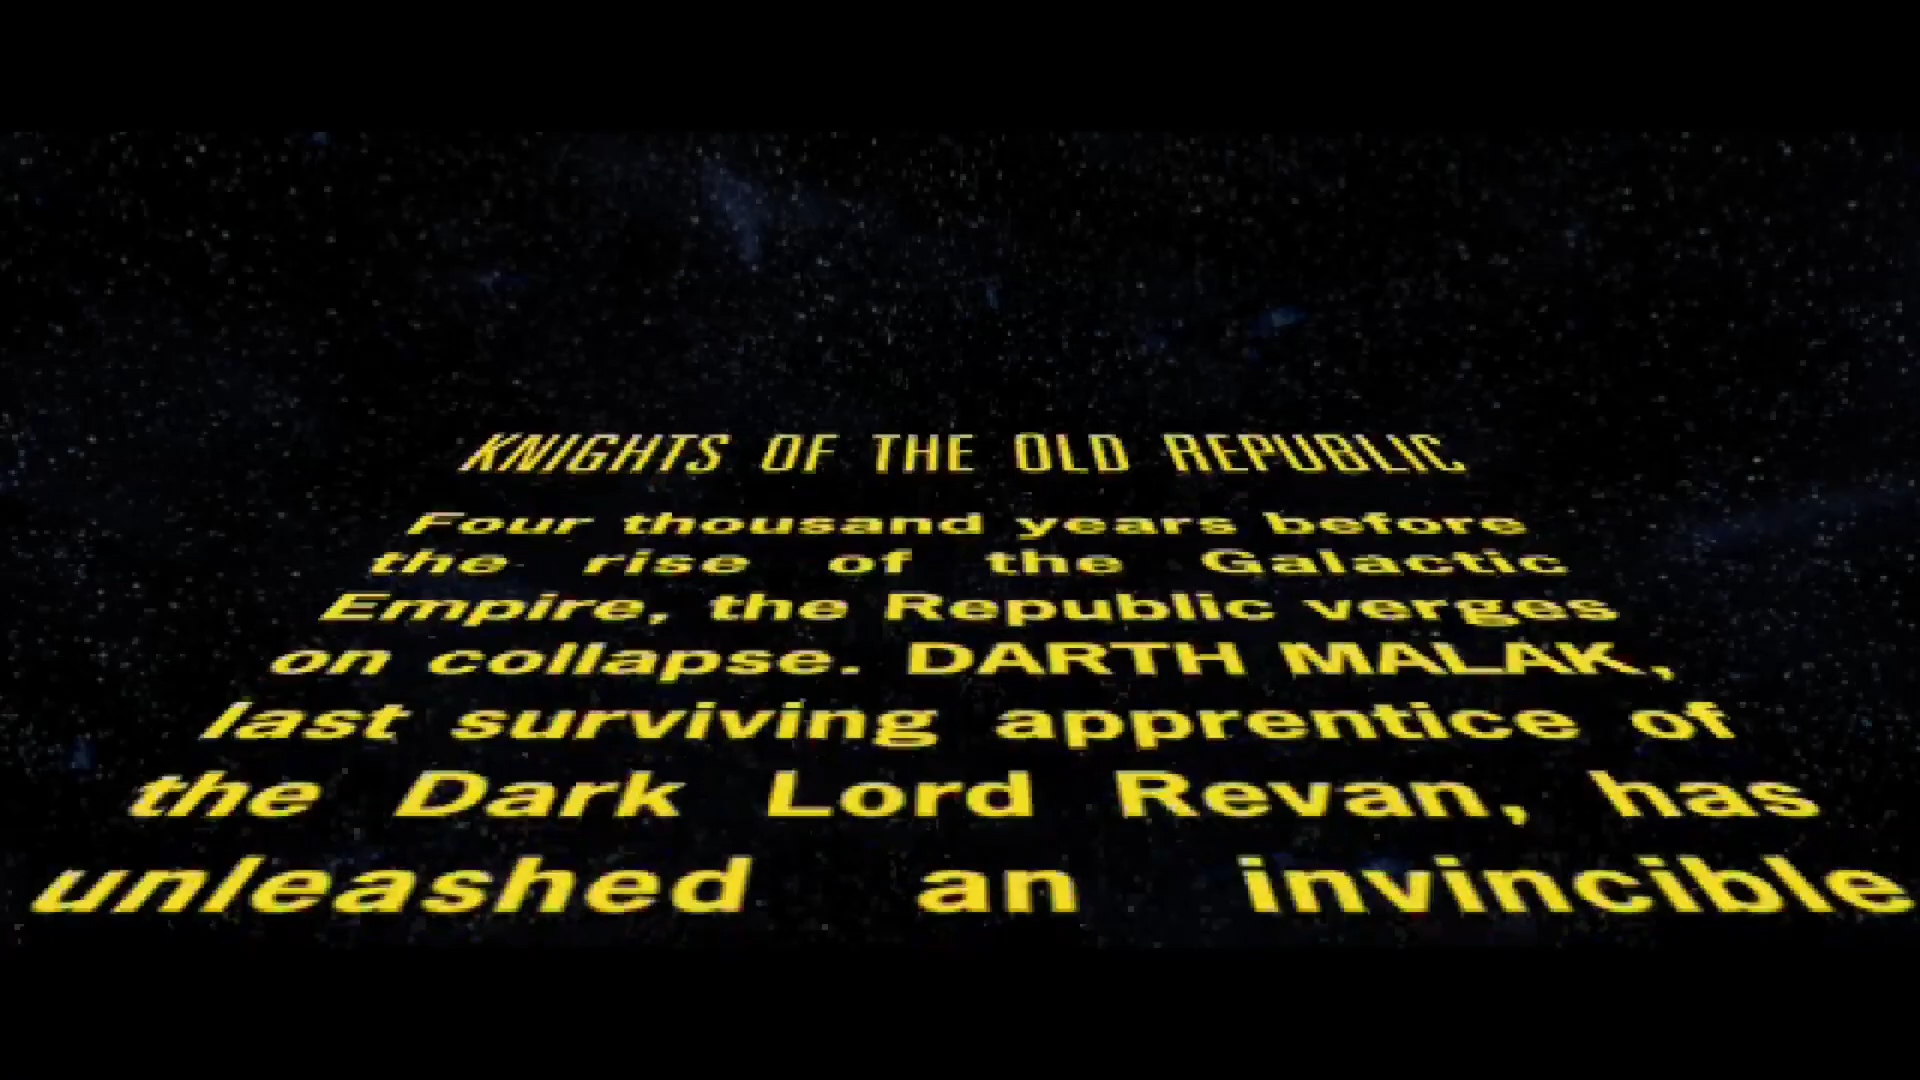 KNIGHTS OF THE OLD REPUBLIC
Four thousand years before
the rise of the Galactic
Empire, the Republic verges
on collapse. DARTH MALAK,
last surviving apprentice of
the Dark Lord Revan, has
unleashed an invincible